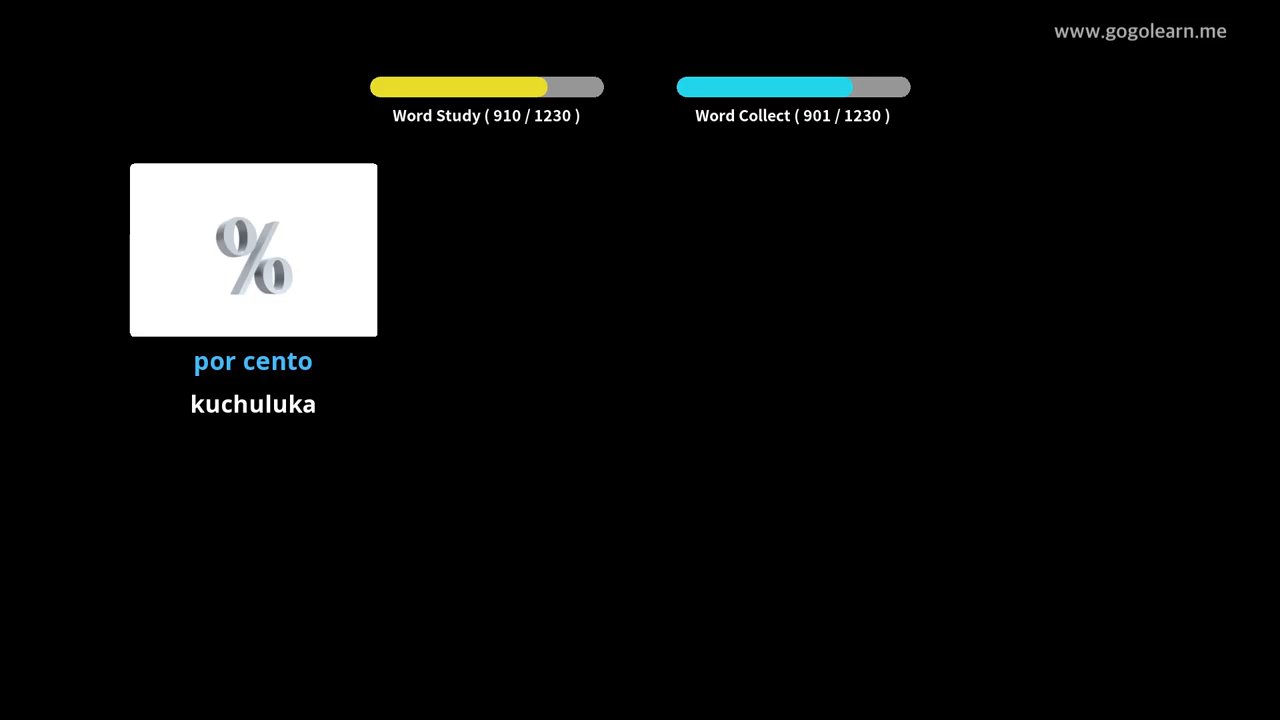 www.gogolearn.me
Word Study ( 910 / 1230 )
Word Collect ( 901 / 1230 )
%
por cento
kuchuluka